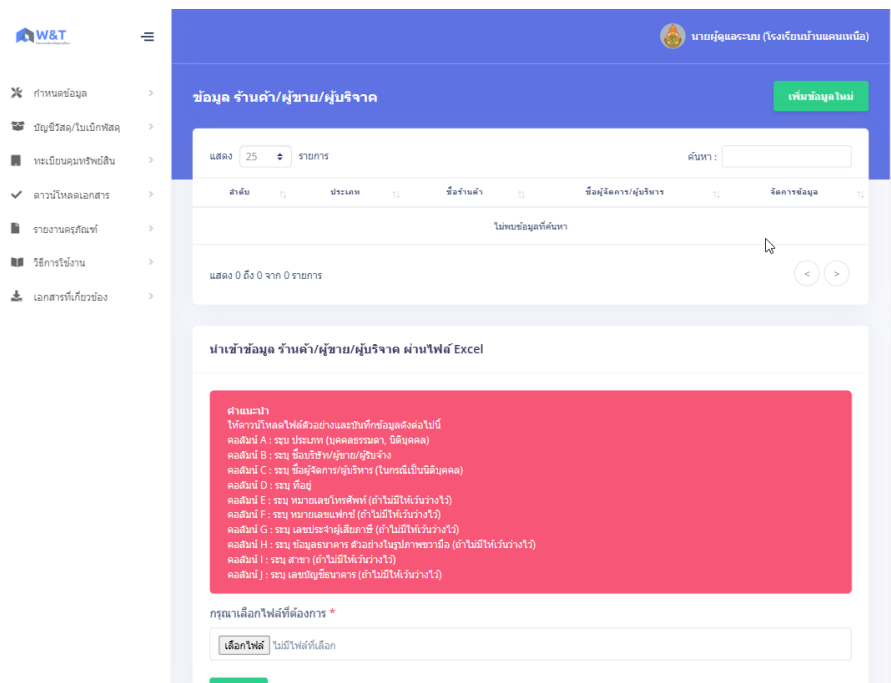 W&T
นายผู้ดูแลระบบ (โรงเรียนบ้านแคนเหนือ)
กำหนดข้อมูล
บัญชีวัสดุ/ใบเบิกพัสดุ
ทะเบียนคุมทรัพย์สิน
ดาวน์โหลดเอกสาร
รายงานครุภัณฑ์
วิธีการใช้งาน
เอกสารที่เกี่ยวข้อง
ข้อมูล ร้านค้า/ผู้ขาย/ผู้บริจาค
เพิ่มข้อมูลใหม่
แสดง 25 รายการ
ค้นหา :
ลำดับ ประเภท ชื่อร้านค้า ชื่อผู้จัดการ/ผู้บริหาร จัดการข้อมูล
ไม่พบข้อมูลที่ค้นหา
แสดง 0 ถึง 0 จาก 0 รายการ
< >
นำเข้าข้อมูล ร้านค้า/ผู้ขาย/ผู้บริจาค ผ่านไฟล์ Excel
คำแนะนำ
ให้ดาวน์โหลดไฟล์ตัวอย่างและบันทึกข้อมูลดังต่อไปนี้
คอลัมน์ A : ระบุ ประเภท (บุคคลธรรมดา, นิติบุคคล)
คอลัมน์ B : ระบุ ชื่อบริษัท/ผู้ขาย/ผู้รับจ้าง
คอลัมน์ C : ระบุ ชื่อผู้จัดการ/ผู้บริหาร (ในกรณีเป็นนิติบุคคล)
คอลัมน์ D : ระบุ ที่อยู่
คอลัมน์ E : ระบุ หมายเลขโทรศัพท์ (ถ้าไม่มีให้เว้นว่างไว้)
คอลัมน์ F : ระบุ หมายเลขแฟกซ์ (ถ้าไม่มีให้เว้นว่างไว้)
คอลัมน์ G : ระบุ เลขประจำผู้เสียภาษี (ถ้าไม่มีให้เว้นว่างไว้)
คอลัมน์ H : ระบุ ข้อมูลธนาคาร ตัวอย่างในรูปภาพขวามือ (ถ้าไม่มีให้เว้นว่างไว้)
คอลัมน์ I : ระบุ สาขา (ถ้าไม่มีให้เว้นว่างไว้)
คอลัมน์ J : ระบุ เลขบัญชีธนาคาร (ถ้าไม่มีให้เว้นว่างไว้)
กรุณาเลือกไฟล์ที่ต้องการ *
เลือกไฟล์ ไม่มีไฟล์ที่เลือก